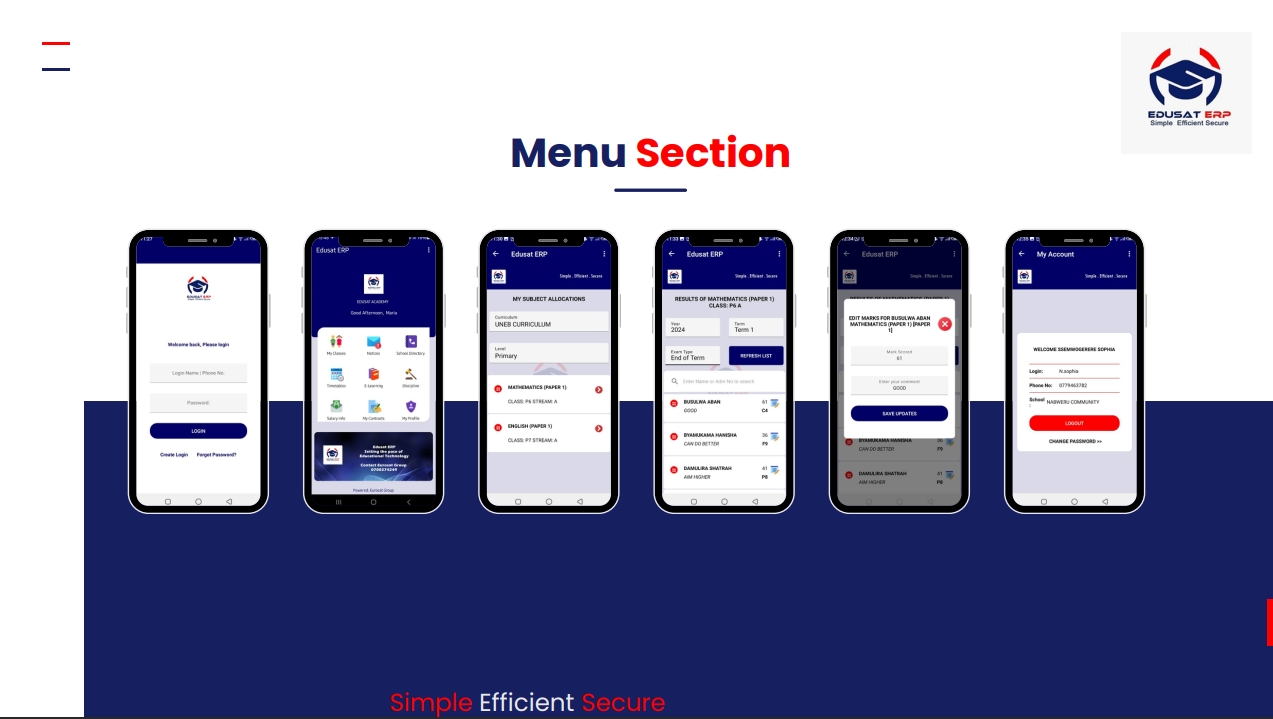 EDUSAT ERP
Simple Efficient Secure
Menu Section
1:27
EDUSAT ERP
Welcome back, Please login
Login Name | Phone No.
Password
LOGIN
Create Login Forgot Password?
Edusat ERP
EDUSAT ACADEMY
Good Afternoon, Maria
My Classes Notices School Directory
Timetables E-Learning Discipline
Salary Info My Contracts My Profile
Edusat ERP
Setting the pace of
Educational Technology
Contact Eurosat Group
0700274249
Powered: Eurosat Group
1:30
Edusat ERP
Simple . Efficient . Secure
MY SUBJECT ALLOCATIONS
Curriculum
UNEB CURRICULUM
Level
Primary
MATHEMATICS (PAPER 1)
CLASS: P6 STREAM: A
ENGLISH (PAPER 1)
CLASS: P7 STREAM: A
1:33
Edusat ERP
Simple . Efficient . Secure
RESULTS OF MATHEMATICS (PAPER 1)
CLASS: P6 A
Year Term
2024 Term 1
Exam Type
End of Term REFRESH LIST
Enter Name or Adm No to search
BUSULWA ABAN 61
GOOD C4
BYAMUKAMA HANISHA 36
CAN DO BETTER F9
DAMULIRA SHATRAH 41
AIM HIGHER P8
Edusat ERP
Simple . Efficient . Secure
EDIT MARKS FOR BUSULWA ABAN
MATHEMATICS (PAPER 1) [PAPER
1]
Mark Scored
61
Enter your comment
GOOD
SAVE UPDATES
BYAMUKAMA HANISHA 36
CAN DO BETTER F9
DAMULIRA SHATRAH 41
AIM HIGHER P8
My Account
Simple . Efficient . Secure
WELCOME SSEMWOGERERE SOPHIA
Login: N.sophia
Phone No: 0779463782
School : NABWERU COMMUNITY
LOGOUT
CHANGE PASSWORD >>
Simple Efficient Secure